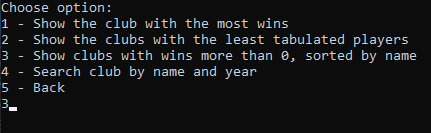 Choose option:
1 - Show the club with the most wins
2 - Show the clubs with the least tabulated players
3 - Show clubs with wins more than 0, sorted by name
4 - Search club by name and year
5 - Back
3